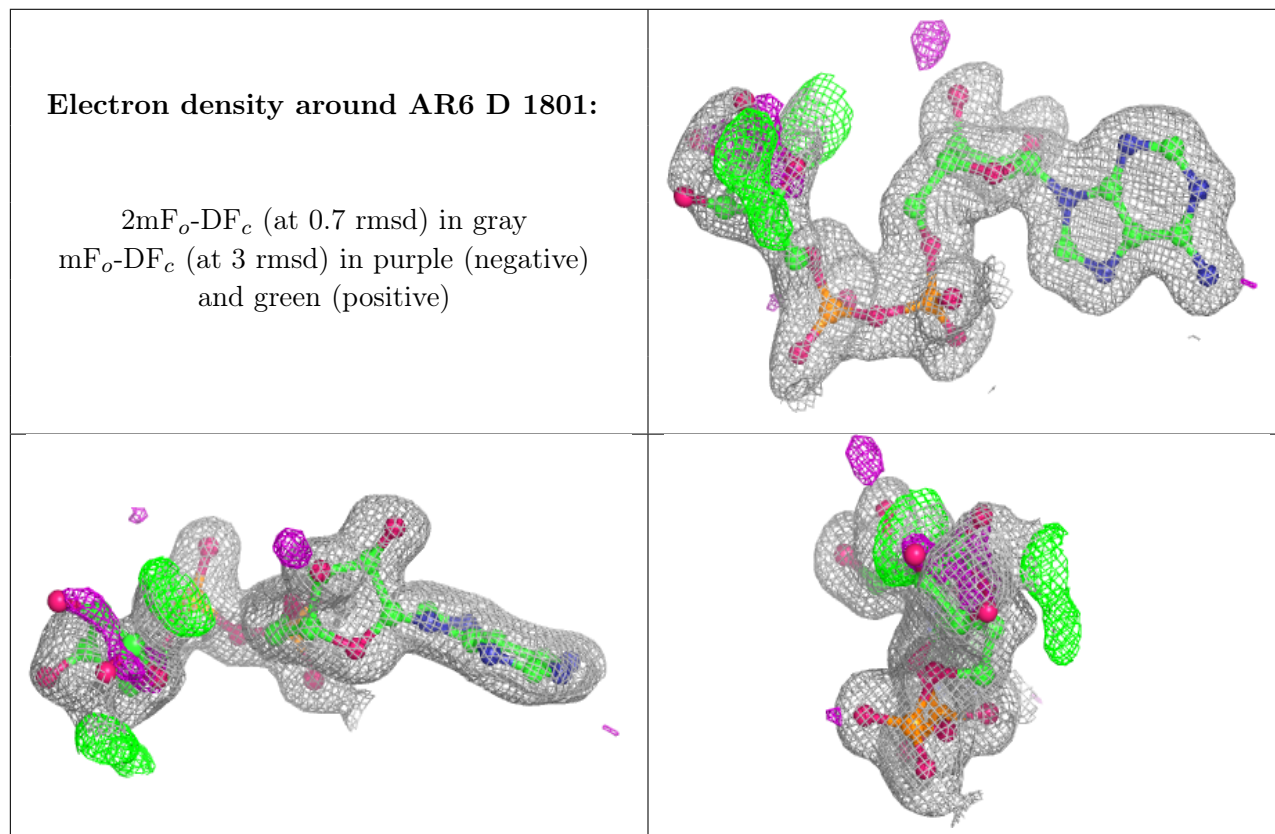 Electron density around AR6 D 1801:
2mFo-DFc (at 0.7 rmsd) in gray
mFo-DFc (at 3 rmsd) in purple (negative)
and green (positive)